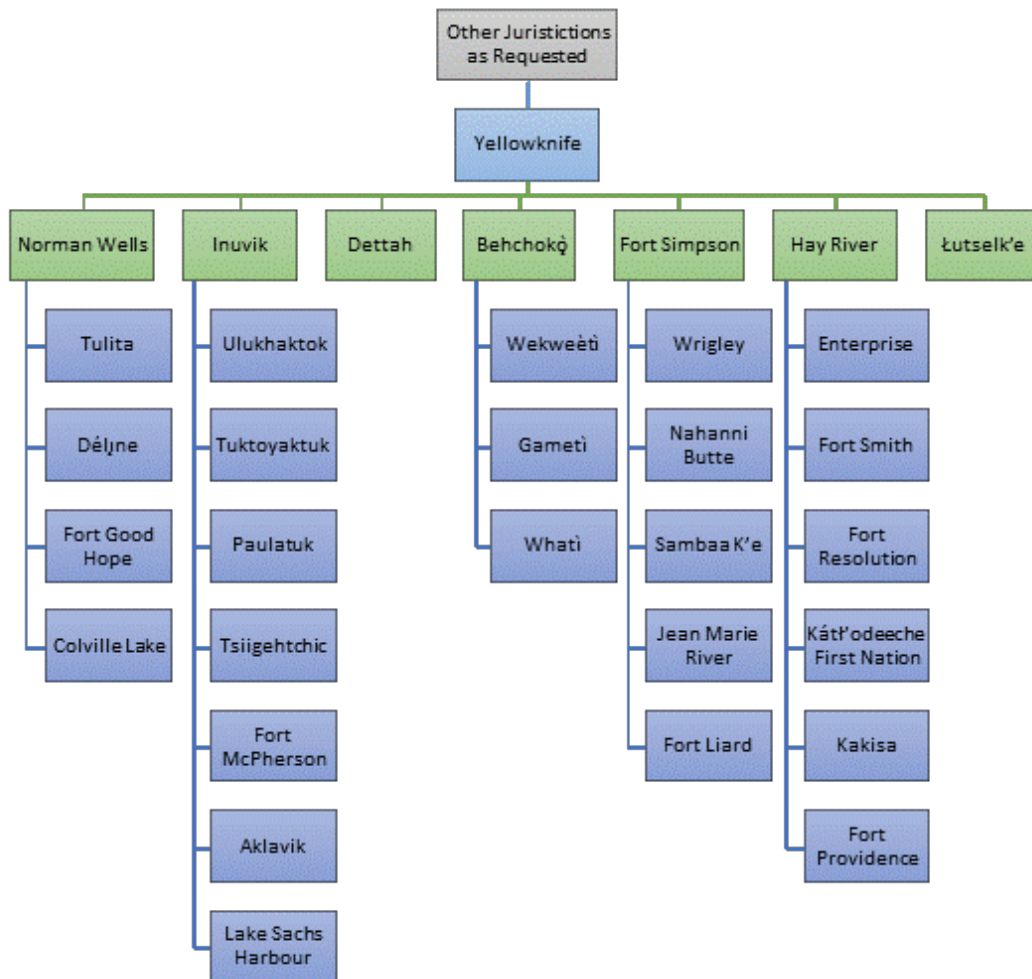 Other Juristictions
as Requested
Yellowknife
Norman Wells
Inuvik
Dettah
Behchokǫ̀
Fort Simpson
Hay River
Łutselk'e
Tulita
Délı̨ne
Fort Good
Hope
Colville Lake
Ulukhaktok
Tuktoyaktuk
Paulatuk
Tsiigehtchic
Fort
McPherson
Aklavik
Lake Sachs
Harbour
Wekweètì
Gametì
Whatì
Wrigley
Nahanni
Butte
Sambaa K'e
Jean Marie
River
Fort Liard
Enterprise
Fort Smith
Fort
Resolution
Kátł'odeeche
First Nation
Kakisa
Fort
Providence